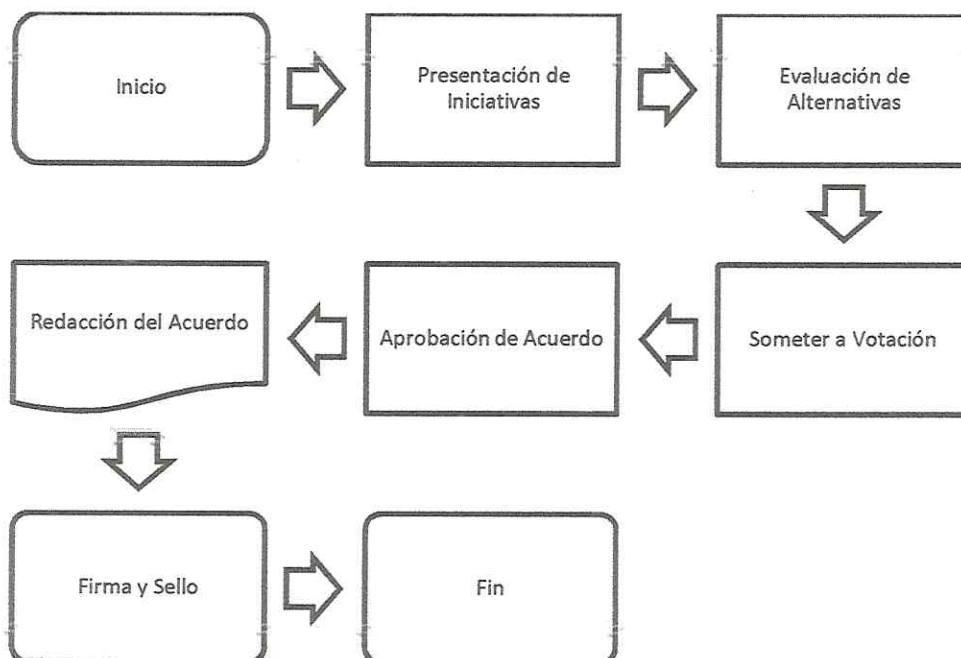 Inicio
Presentación de
Iniciativas
Evaluación de
Alternativas
Someter a Votación
Aprobación de Acuerdo
Redacción del Acuerdo
Firma y Sello
Fin